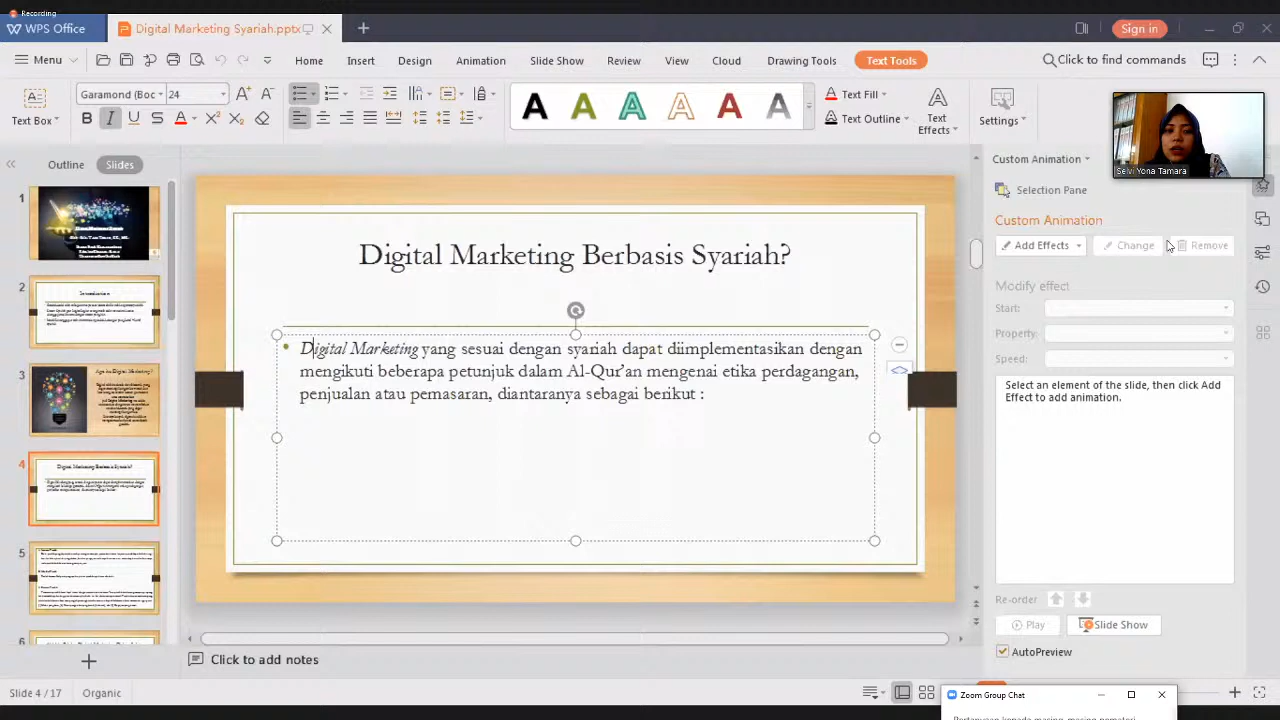 Recording
WPS Office
Digital Marketing Syariah.pptx
Sign in
Menu
Home
Insert
Design
Animation
Slide Show
Review
View
Cloud
Drawing Tools
Text Tools
Click to find commands
Text Box
Garamond (Boc
24
Text Fill
Text Outline
Text Effects
Settings
Selvi Yona Tamara
Outline
Slides
1
2
3
4
5
6
Digital Marketing Berbasis Syariah?
Digital Marketing yang sesuai dengan syariah dapat diimplementasikan dengan
mengikuti beberapa petunjuk dalam Al-Qur'an mengenai etika perdagangan,
penjualan atau pemasaran, diantaranya sebagai berikut :
Custom Animation
Selection Pane
Custom Animation
Add Effects
Change
Remove
Modify effect
Start:
Property:
Speed:
Select an element of the slide, then click Add
Effect to add animation.
Re-order
Play
Slide Show
AutoPreview
Click to add notes
Slide 4 / 17
Organic
Zoom Group Chat